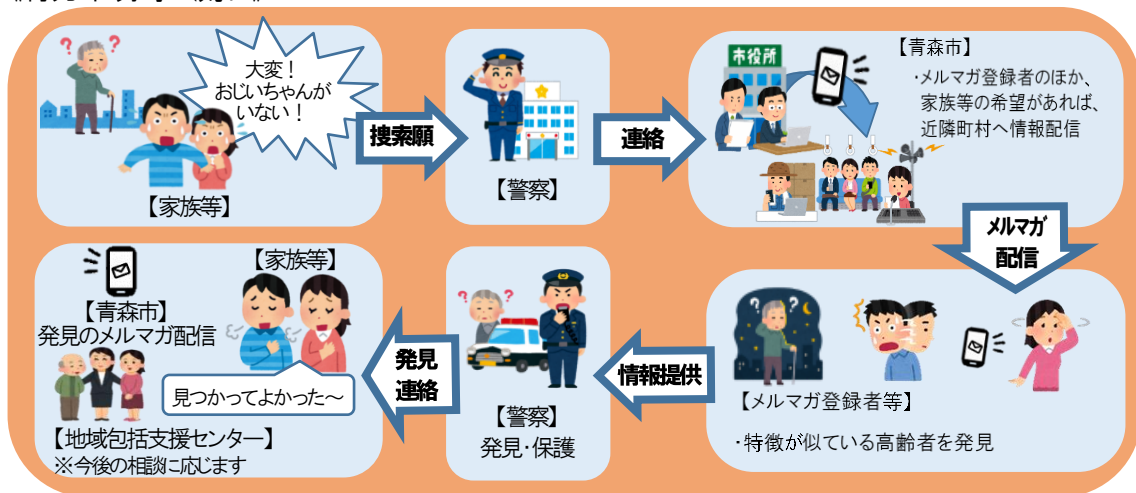 大変！
おじいちゃんが
いない！
【家族等】
捜索願
【警察】
連絡
市役所
【青森市】
・メルマガ登録者のほか、
家族等の希望があれば、
近隣町村へ情報配信
メルマガ
配信
【メルマガ登録者等】
・特徴が似ている高齢者を発見
情報提供
【警察】
発見・保護
発見
連絡
【家族等】
【青森市】
発見のメルマガ配信
見つかってよかった～
【地域包括支援センター】
※今後の相談に応じます